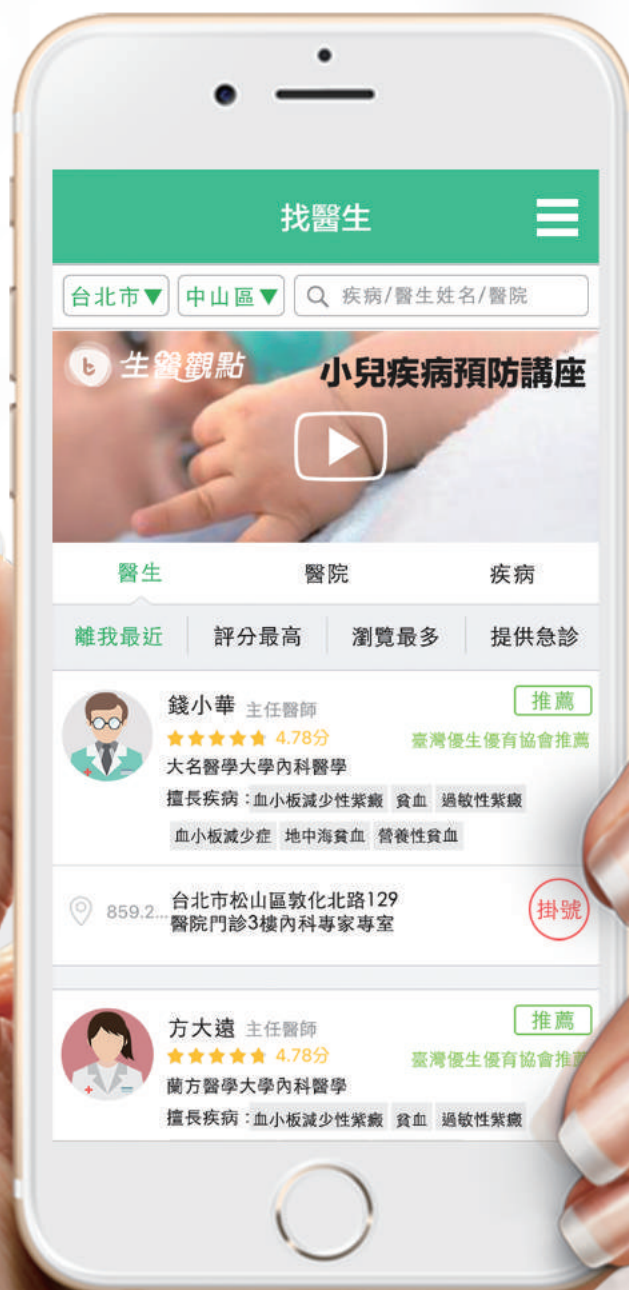 找醫生
台北市▼ 中山區▼ 疾病/醫生姓名/醫院
b 生醫觀點 小兒疾病預防講座
醫生 醫院 疾病
離我最近 評分最高 瀏覽最多 提供急診
錢小華 主任醫師 推薦
4.78分 臺灣優生優育協會推薦
大名醫學大學內科醫學
擅長疾病：血小板減少性紫癜 貧血 過敏性紫癜
血小板減少症 地中海貧血 營養性貧血
859.2... 台北市松山區敦化北路129
醫院門診3樓內科專家專室 掛號
方大遠 主任醫師 推薦
4.78分 臺灣優生優育協會推薦
蘭方醫學大學內科醫學
擅長疾病：血小板減少性紫癜 貧血 過敏性紫癜